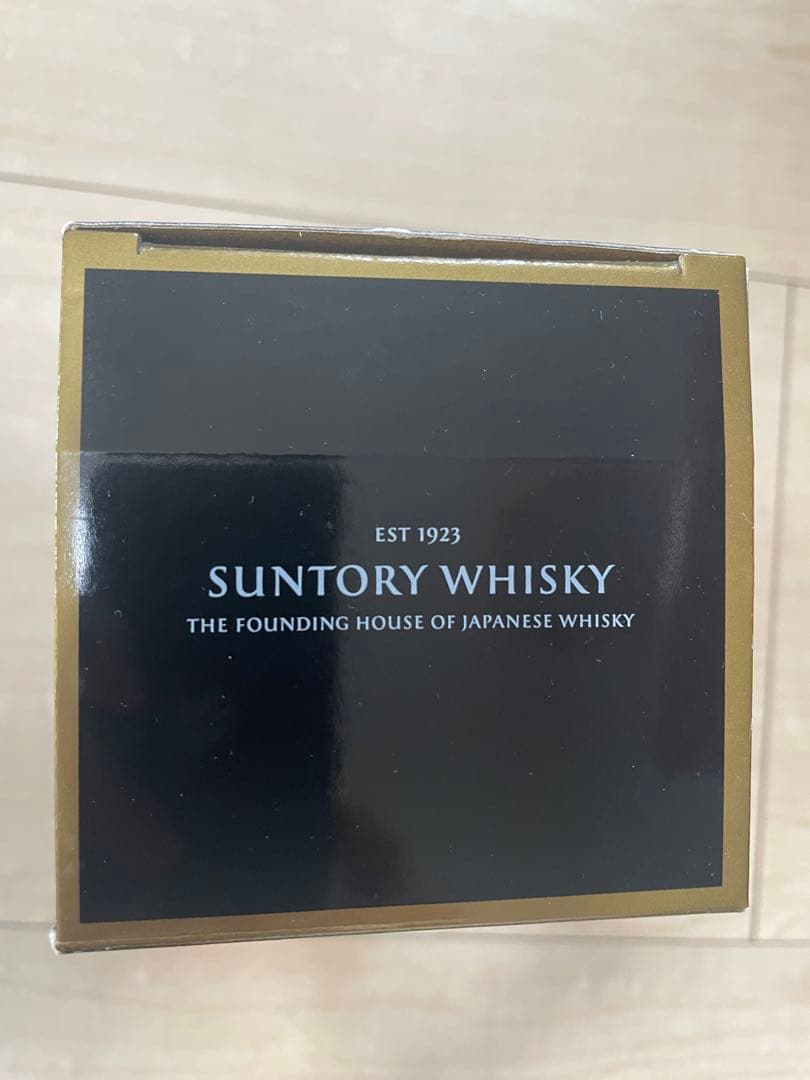 EST 1923
SUNTORY WHISKY
THE FOUNDING HOUSE OF JAPANESE WHISKY